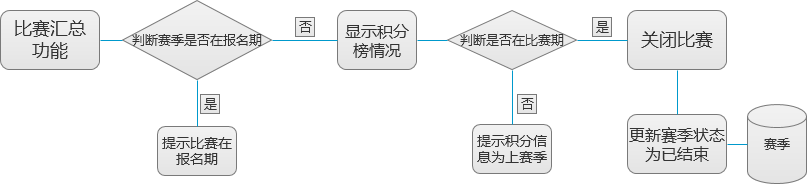 比赛汇总
功能
判断赛季是否在报名期
否
显示积分
榜情况
判断是否在比赛期
是
关闭比赛
是
提示比赛在
报名期
否
提示积分信
息为上赛季
更新赛季状态
为已结束
赛季